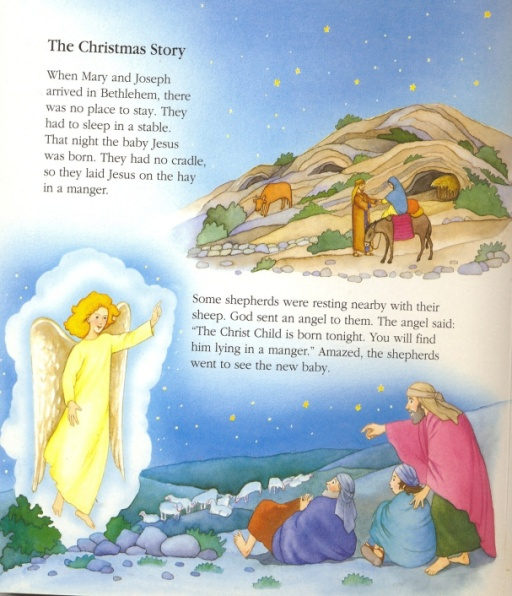 The Christmas Story
When Mary and Joseph
arrived in Bethlehem, there
was no place to stay. They
had to sleep in a stable.
That night the baby Jesus
was born. They had no cradle,
so they laid Jesus on the hay
in a manger.
Some shepherds were resting nearby with their
sheep. God sent an angel to them. The angel said:
“The Christ Child is born tonight. You will find
him lying in a manger.” Amazed, the shepherds
went to see the new baby.